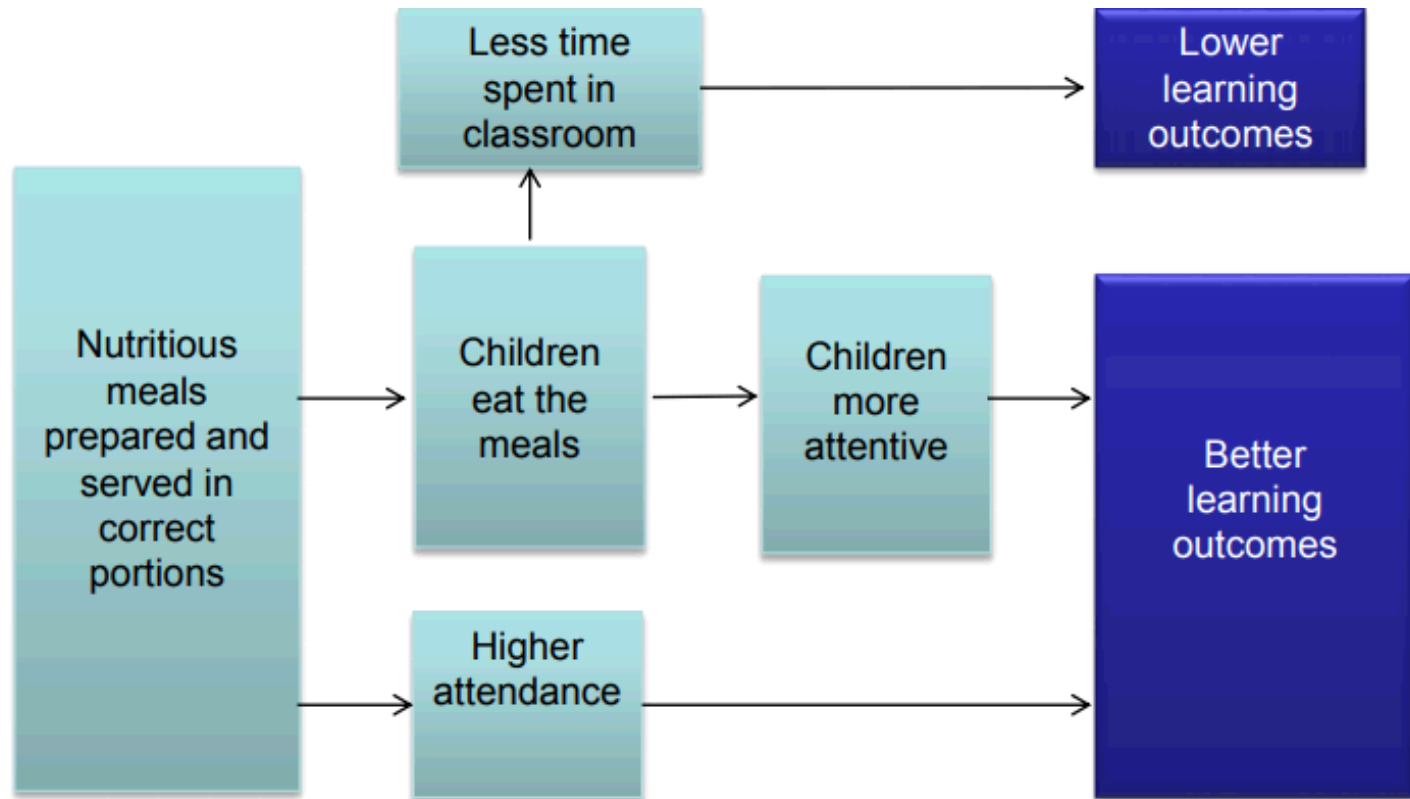 Less time
spent in
classroom
Lower
learning
outcomes
Nutritious
meals
prepared and
served in
correct
portions
Children
eat the
meals
Children
more
attentive
Better
learning
outcomes
Higher
attendance